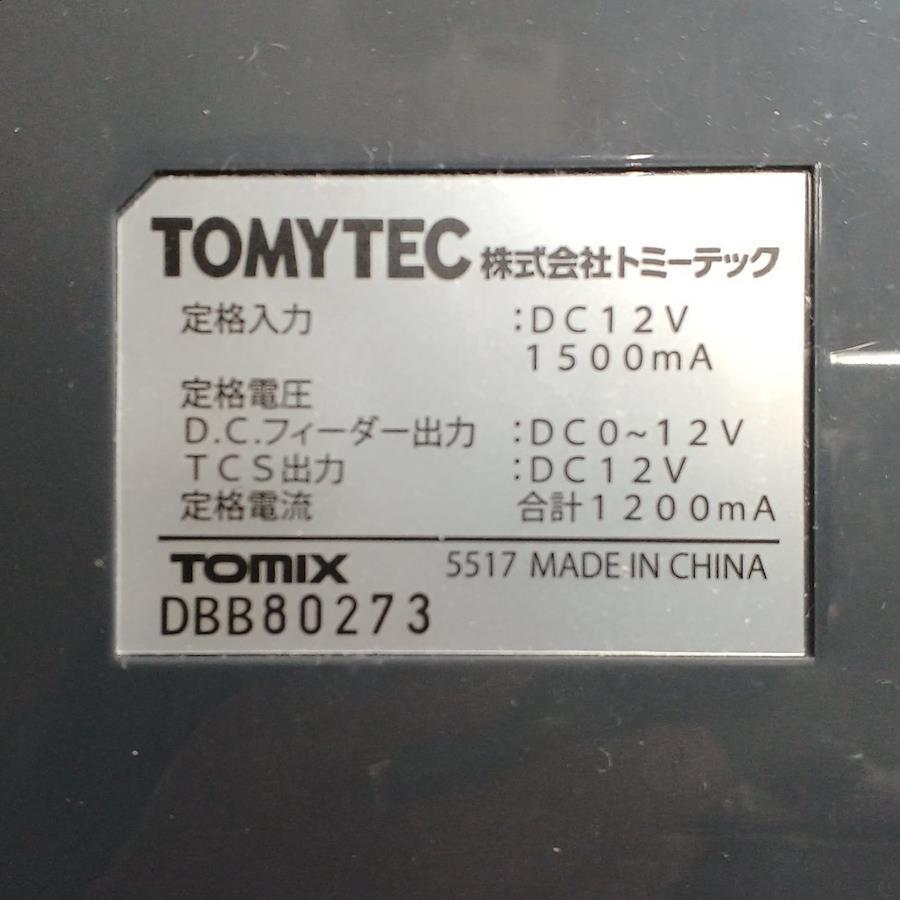 TOMYTEC 株式会社トミーテック
定格入力 :DC12V
1500mA
定格電圧
D.C.フィーダー出力 :DC0~12V
TCS出力 :DC12V
定格電流 合計1200mA
TOMIX 5517 MADE IN CHINA
DBB80273